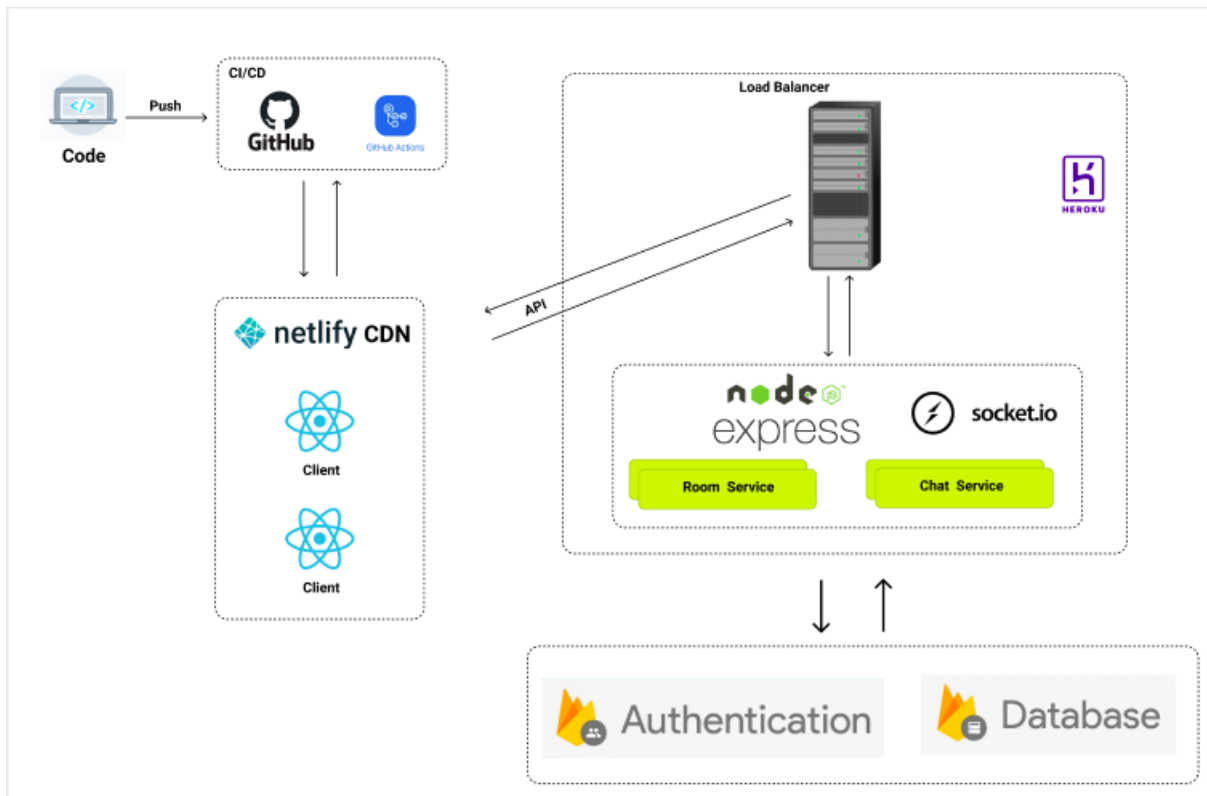 CI/CD
Load Balancer
Push
GitHub
GitHub Actions
Code
HEROKU
API
netlify CDN
node JS™
express
socket.io
Client
Room Service
Chat Service
Client
Authentication
Database